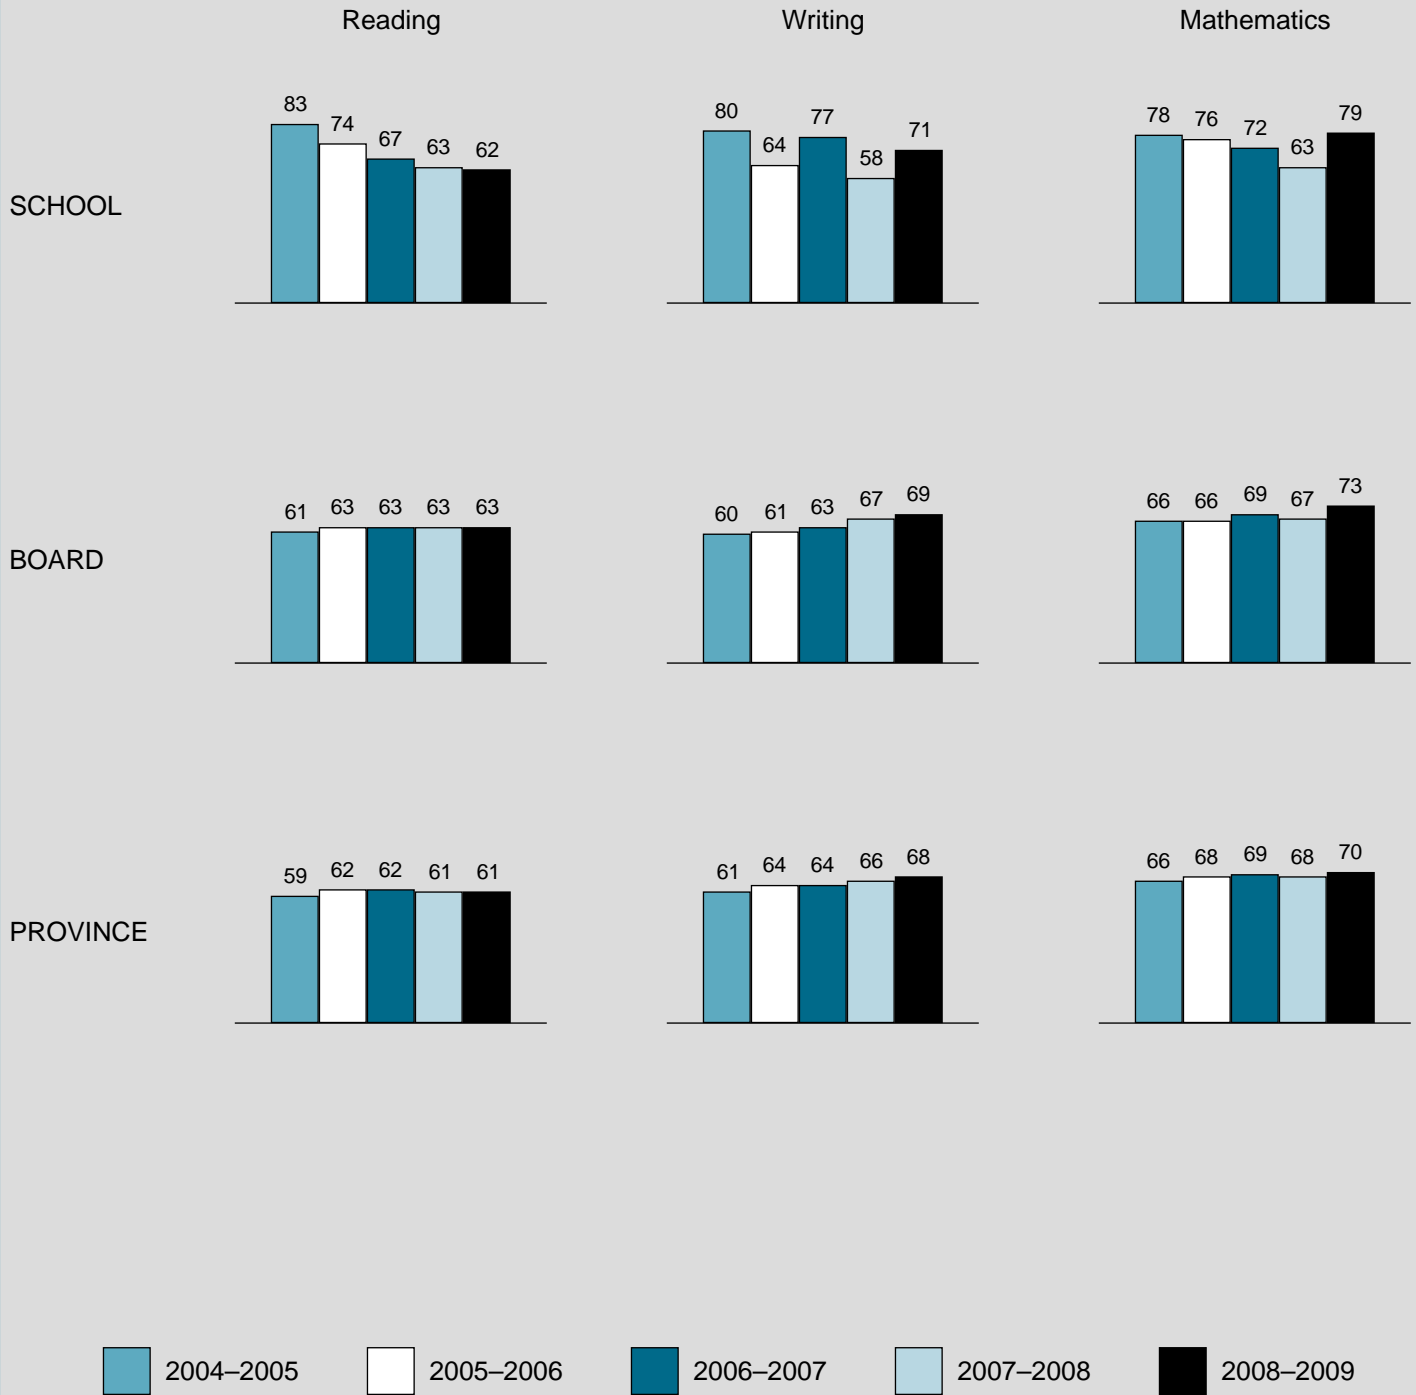 Reading Writing Mathematics
SCHOOL
83 74 67 63 62
80 64 77 58 71
78 76 72 63 79
BOARD
61 63 63 63 63
60 61 63 67 69
66 66 69 67 73
PROVINCE
59 62 62 61 61
61 64 64 66 68
66 68 69 68 70
2004–2005 2005–2006 2006–2007 2007–2008 2008–2009